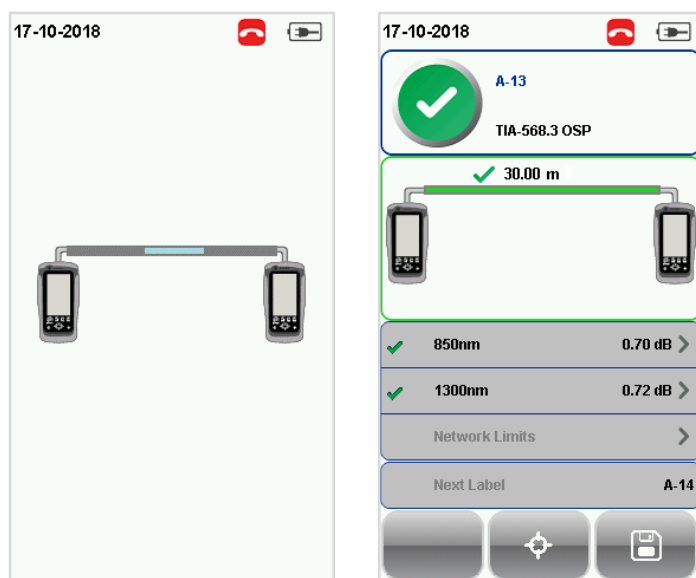 17-10-2018
17-10-2018
A-13
TIA-568.3 OSP
30.00 m
850nm 0.70 dB
1300nm 0.72 dB
Network Limits
Next Label A-14